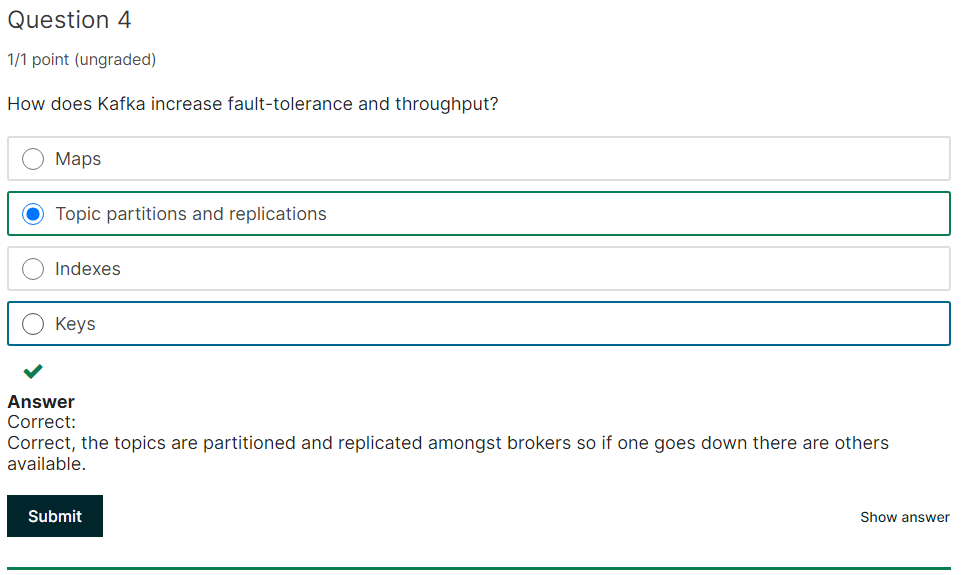 Question 4
1/1 point (ungraded)
How does Kafka increase fault-tolerance and throughput?
Maps
Topic partitions and replications
Indexes
Keys
Answer
Correct:
Correct, the topics are partitioned and replicated amongst brokers so if one goes down there are others
available.
Submit
Show answer